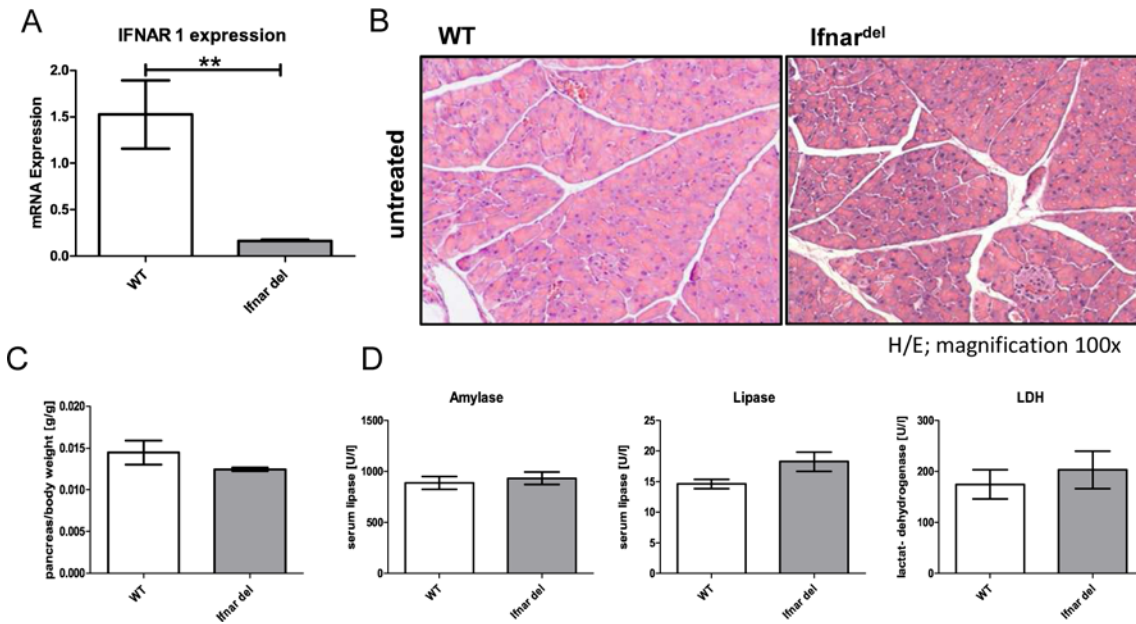 A
IFNAR 1 expression
**
mRNA Expression
2.0
1.5
1.0
0.5
0.0
WT
Ifnar del
B
WT
Ifnardel
untreated
H/E; magnification 100x
C
pancreas/body weight [g/g]
0.020
0.015
0.010
0.005
0.000
WT
Ifnar del
D
Amylase
serum lipase [U/l]
1500
1000
500
0
WT
Ifnar del
Lipase
serum lipase [U/l]
25
20
15
10
5
0
WT
Ifnar del
LDH
lactat- dehydrogenase [U/l]
300
200
100
0
WT
Ifnar del